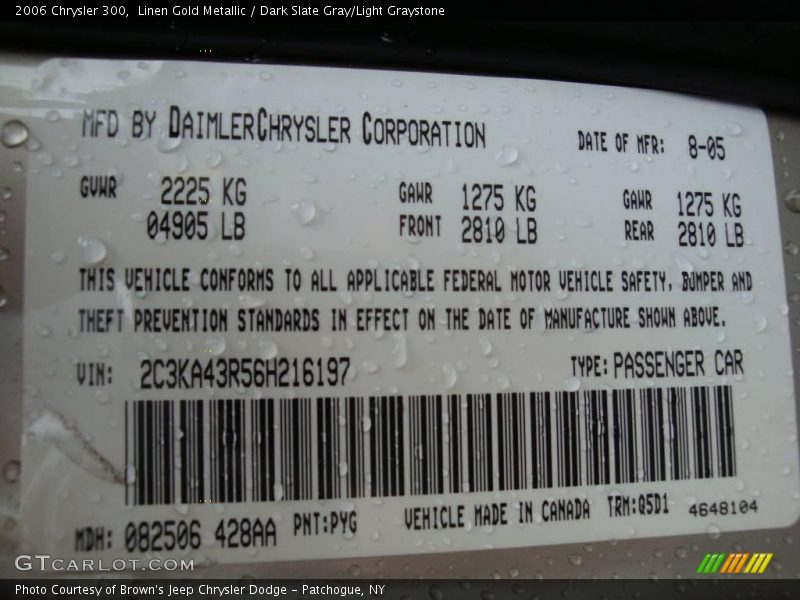 2006 Chrysler 300, Linen Gold Metallic / Dark Slate Gray/Light Graystone
MFD BY DAIMLERCHRYSLER CORPORATION DATE OF MFR: 8-05
GVWR 2225 KG GAWR 1275 KG GAWR 1275 KG
04905 LB FRONT 2810 LB REAR 2810 LB
THIS VEHICLE CONFORMS TO ALL APPLICABLE FEDERAL MOTOR VEHICLE SAFETY, BUMPER AND
THEFT PREVENTION STANDARDS IN EFFECT ON THE DATE OF MANUFACTURE SHOWN ABOVE.
VIN: 2C3KA43R56H216197 TYPE: PASSENGER CAR
MDH: 082506 428AA PNT:PYG VEHICLE MADE IN CANADA TRM:Q5D1 4648104
GTCARLOT.COM
Photo Courtesy of Brown's Jeep Chrysler Dodge - Patchogue, NY